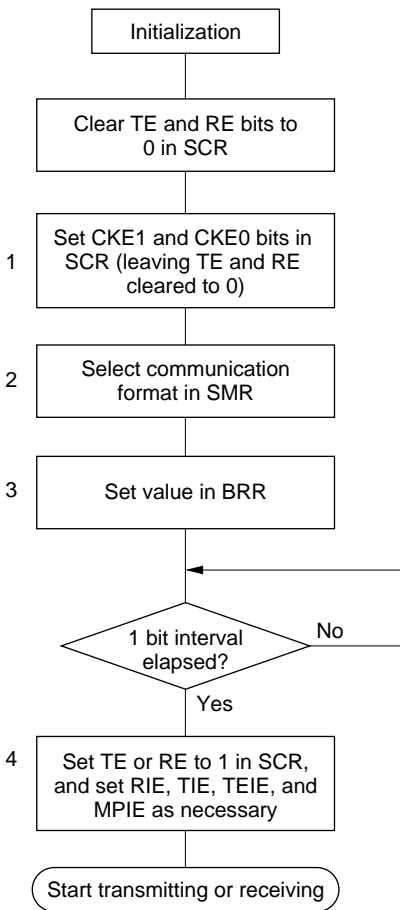 Initialization
Clear TE and RE bits to
0 in SCR
1
Set CKE1 and CKE0 bits in
SCR (leaving TE and RE
cleared to 0)
2
Select communication
format in SMR
3
Set value in BRR
1 bit interval
elapsed?
No
Yes
4
Set TE or RE to 1 in SCR,
and set RIE, TIE, TEIE, and
MPIE as necessary
Start transmitting or receiving